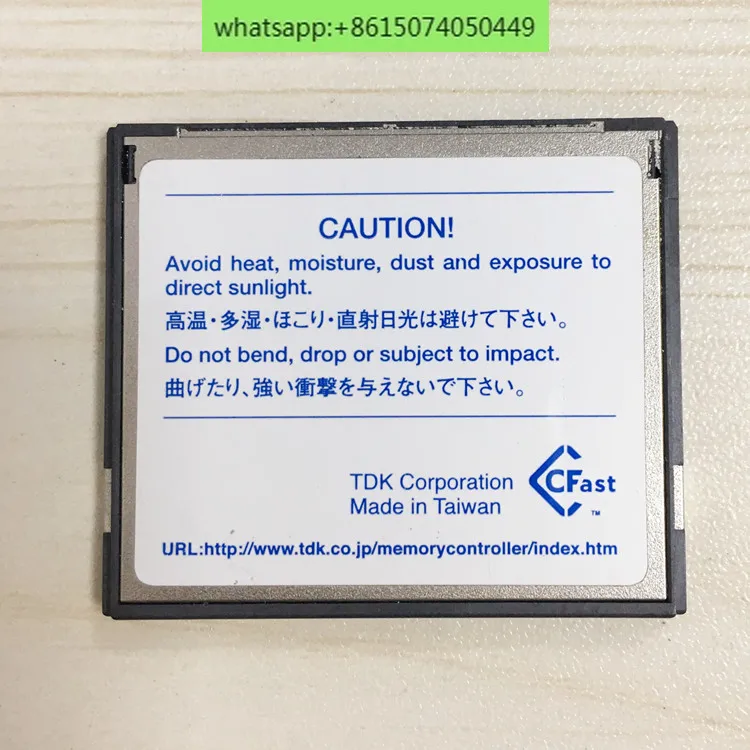 whatsapp:+8615074050449
CAUTION!
Avoid heat, moisture, dust and exposure to
direct sunlight.
高温・多湿・ほこり・直射日光は避けて下さい。
Do not bend, drop or subject to impact.
曲げたり、強い衝撃を与えないで下さい。
TDK Corporation
Made in Taiwan
CFast
™
URL:http://www.tdk.co.jp/memorycontroller/index.htm